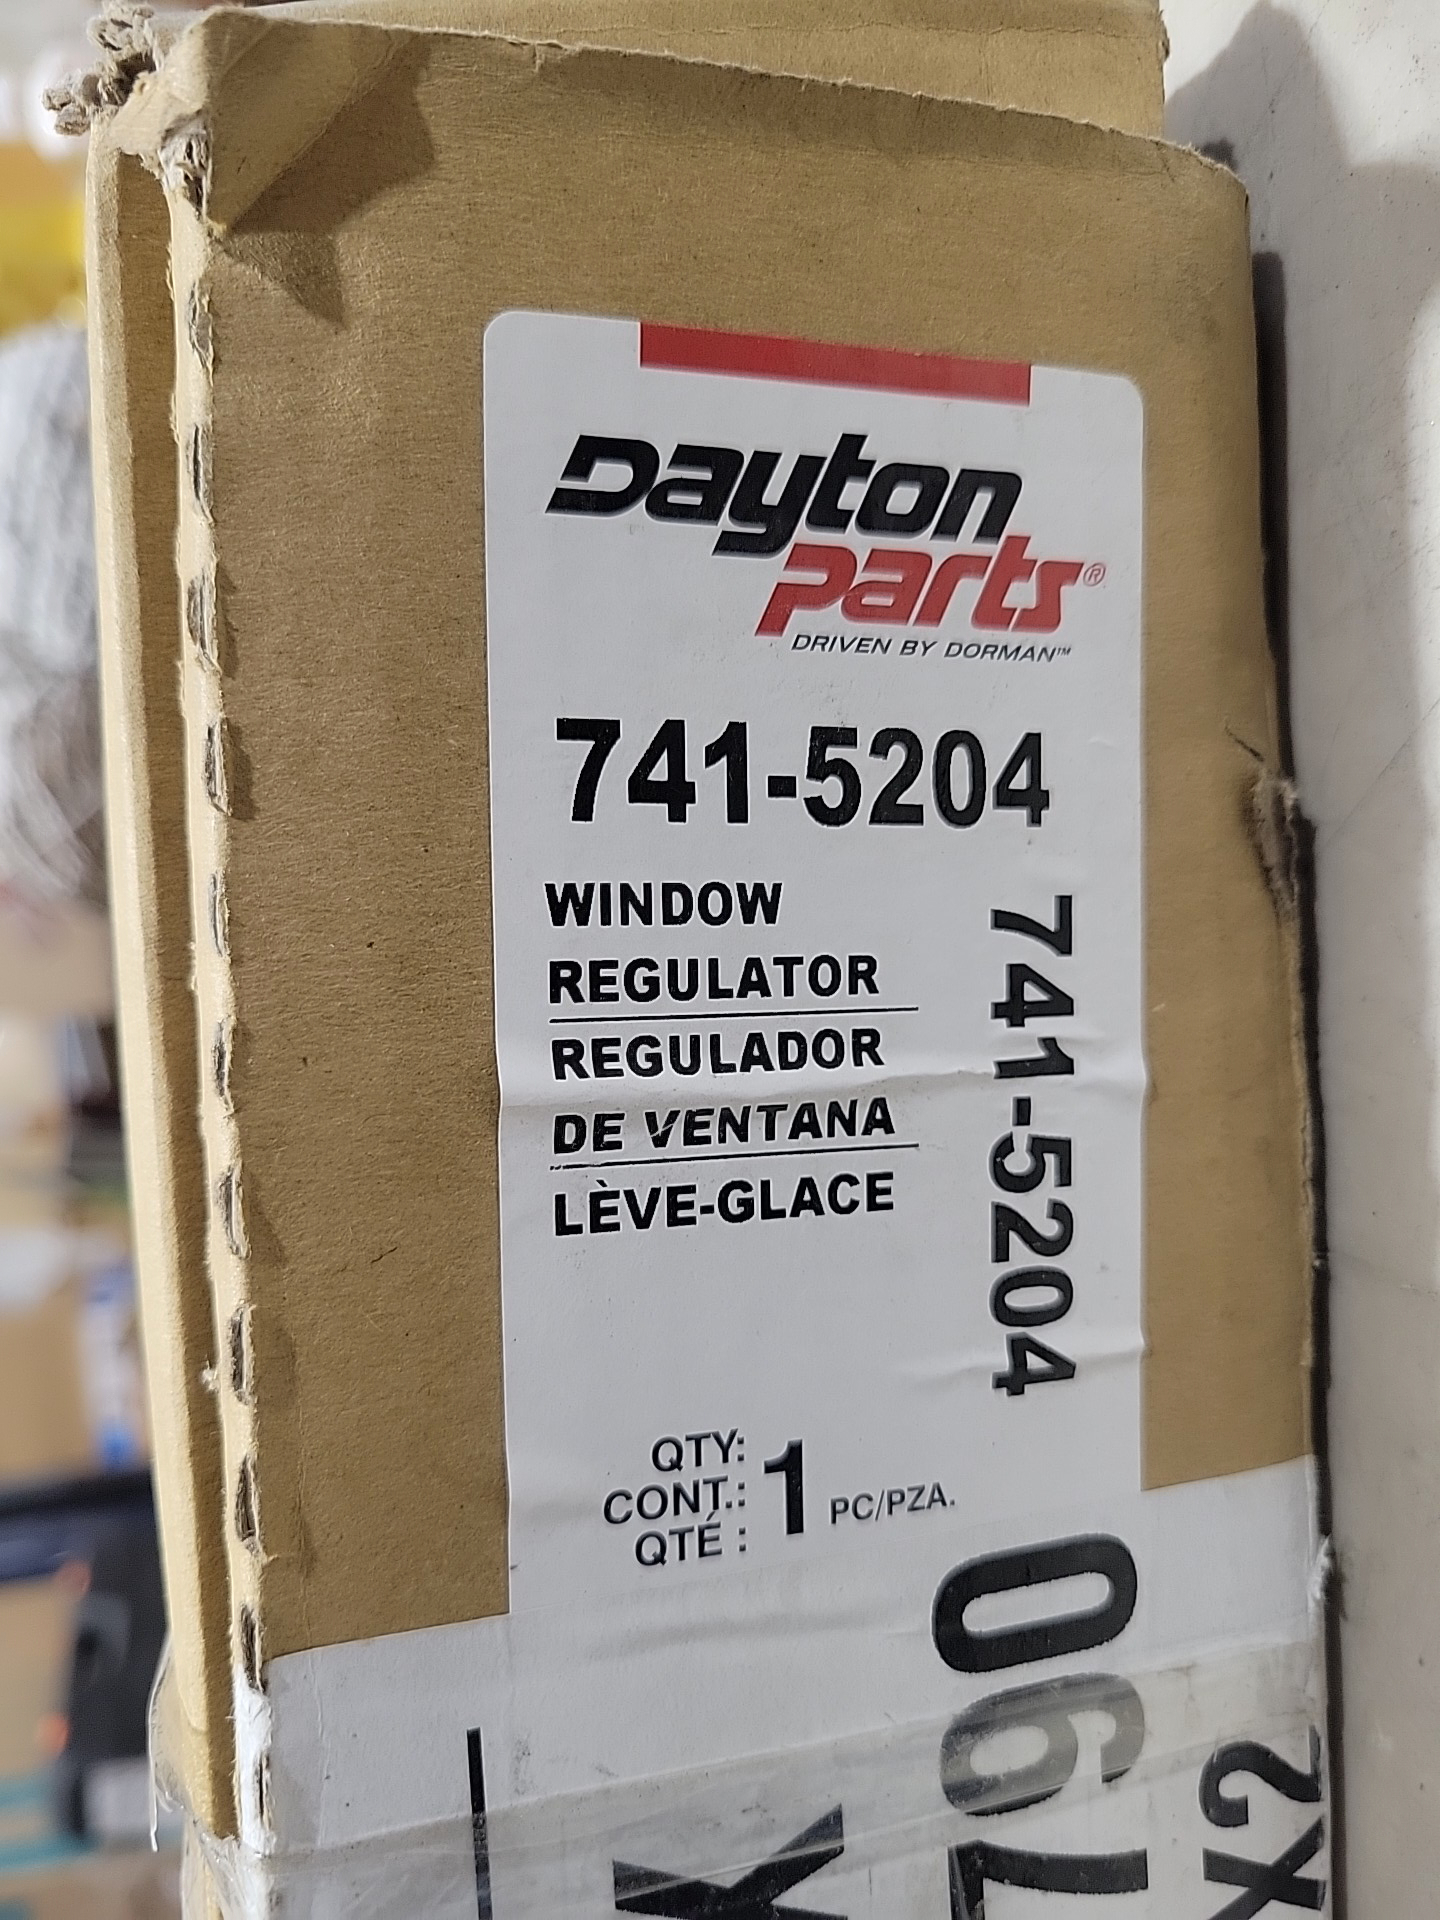 Dayton
Parts®
DRIVEN BY DORMAN™
741-5204
WINDOW
REGULATOR
REGULADOR
DE VENTANA
LÈVE-GLACE
741-5204
QTY:
CONT.: 1 PC/PZA.
QTÉ :